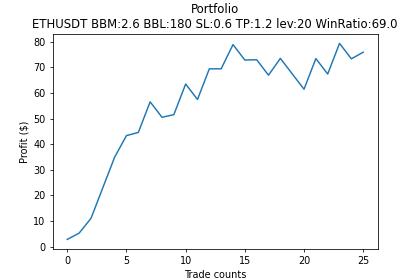 Portfolio
ETHUSDT BBM:2.6 BBL:180 SL:0.6 TP:1.2 lev:20 WinRatio:69.0
80
70
60
50
40
30
20
10
0
Profit ($)
0 5 10 15 20 25
Trade counts